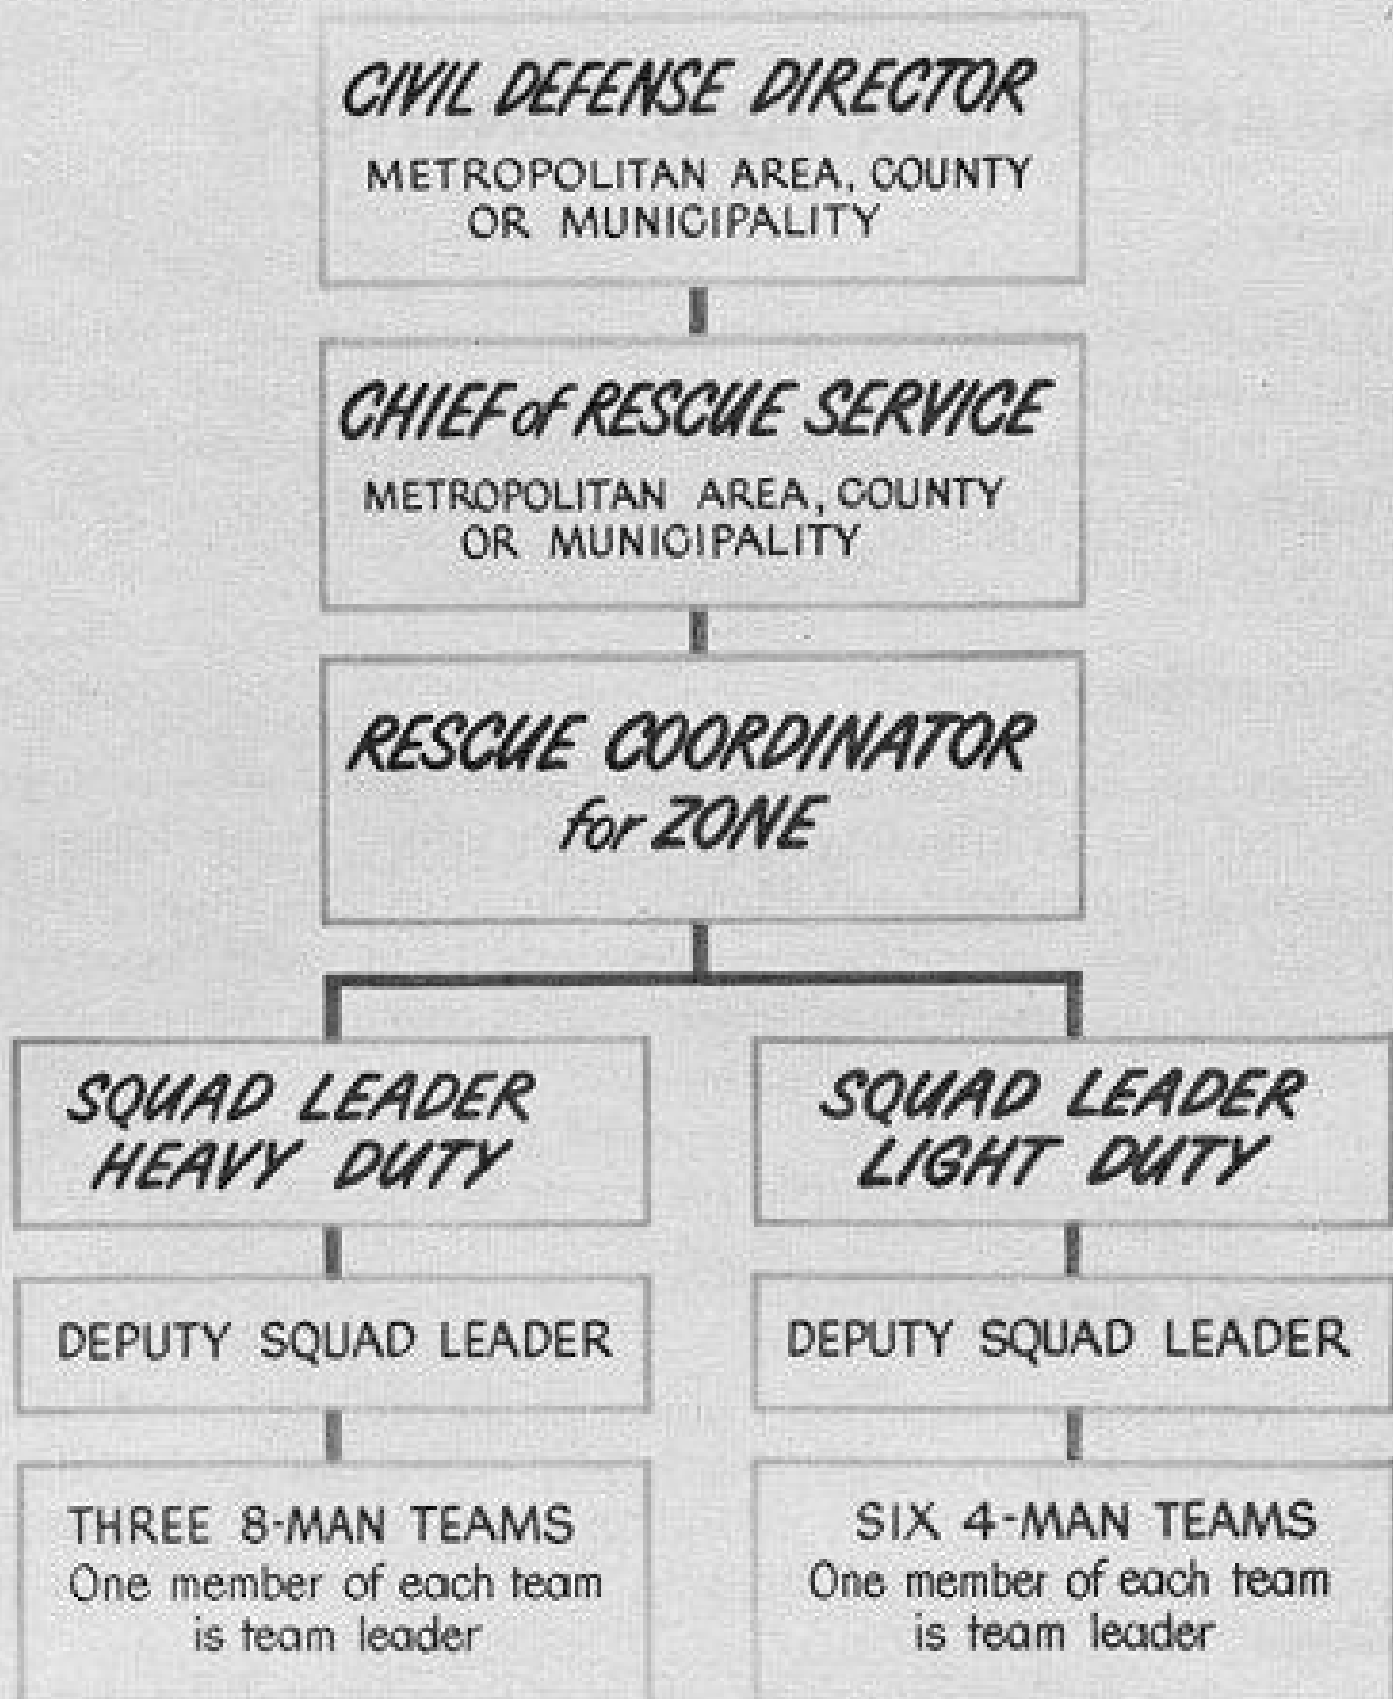 CIVIL DEFENSE DIRECTOR
METROPOLITAN AREA, COUNTY
OR MUNICIPALITY
CHIEF of RESCUE SERVICE
METROPOLITAN AREA, COUNTY
OR MUNICIPALITY
RESCUE COORDINATOR
for ZONE
SQUAD LEADER
HEAVY DUTY
SQUAD LEADER
LIGHT DUTY
DEPUTY SQUAD LEADER
DEPUTY SQUAD LEADER
THREE 8-MAN TEAMS
One member of each team
is team leader
SIX 4-MAN TEAMS
One member of each team
is team leader